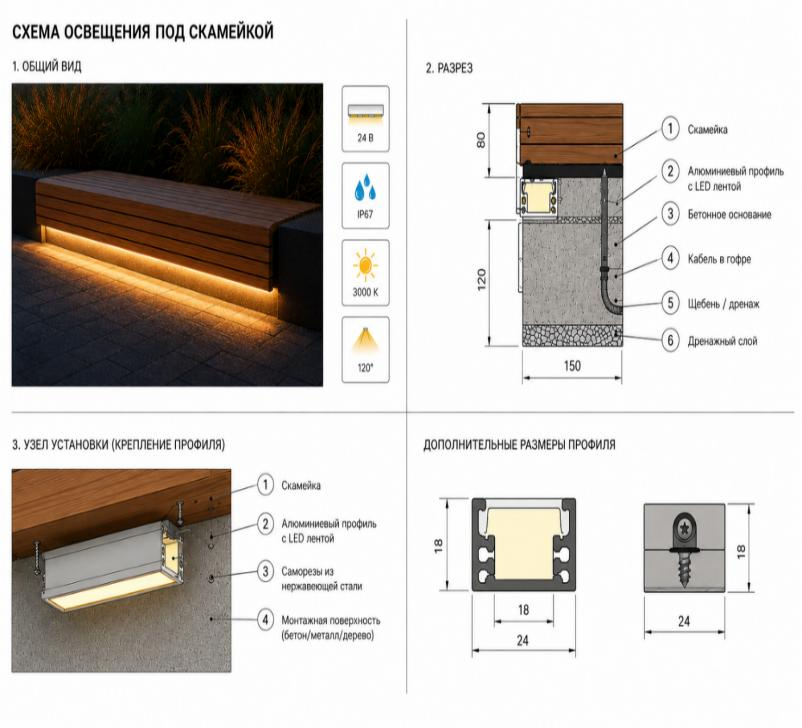 СХЕМА ОСВЕЩЕНИЯ ПОД СКАМЕЙКОЙ
1. ОБЩИЙ ВИД
24 В
IP67
3000 К
120°
2. РАЗРЕЗ
80
120
150
1 Скамейка
2 Алюминиевый профиль
с LED лентой
3 Бетонное основание
4 Кабель в гофре
5 Щебень / дренаж
6 Дренажный слой
3. УЗЕЛ УСТАНОВКИ (КРЕПЛЕНИЕ ПРОФИЛЯ)
1 Скамейка
2 Алюминиевый профиль
с LED лентой
3 Саморезы из
нержавеющей стали
4 Монтажная поверхность
(бетон/металл/дерево)
ДОПОЛНИТЕЛЬНЫЕ РАЗМЕРЫ ПРОФИЛЯ
18
18
24
18
24